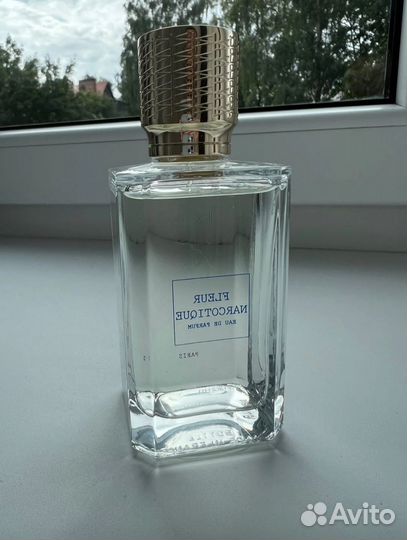 FLEUR
NARCOTIQUE
EAU DE PARFUM
PARIS
Avito